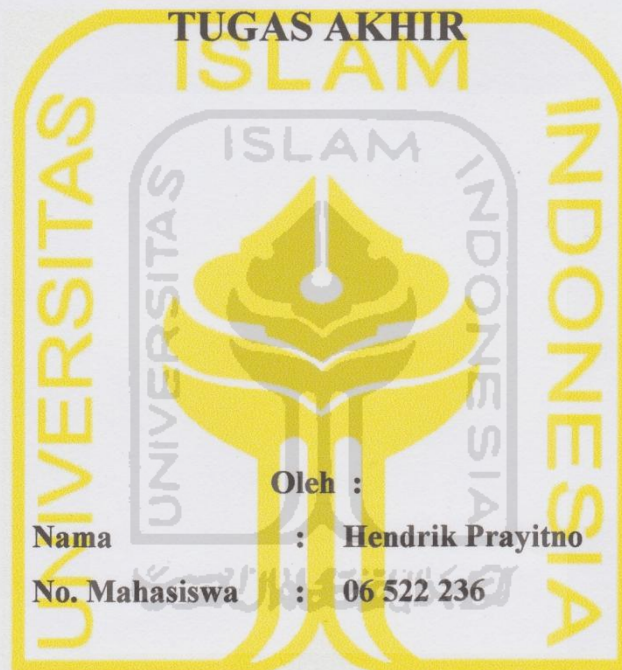 TUGAS AKHIR
ISLAM
UNIVERSITAS
INDONESIA
ISLAM
UNIVERSITAS
INDONESIA
Oleh :
Nama : Hendrik Prayitno
No. Mahasiswa : 06 522 236